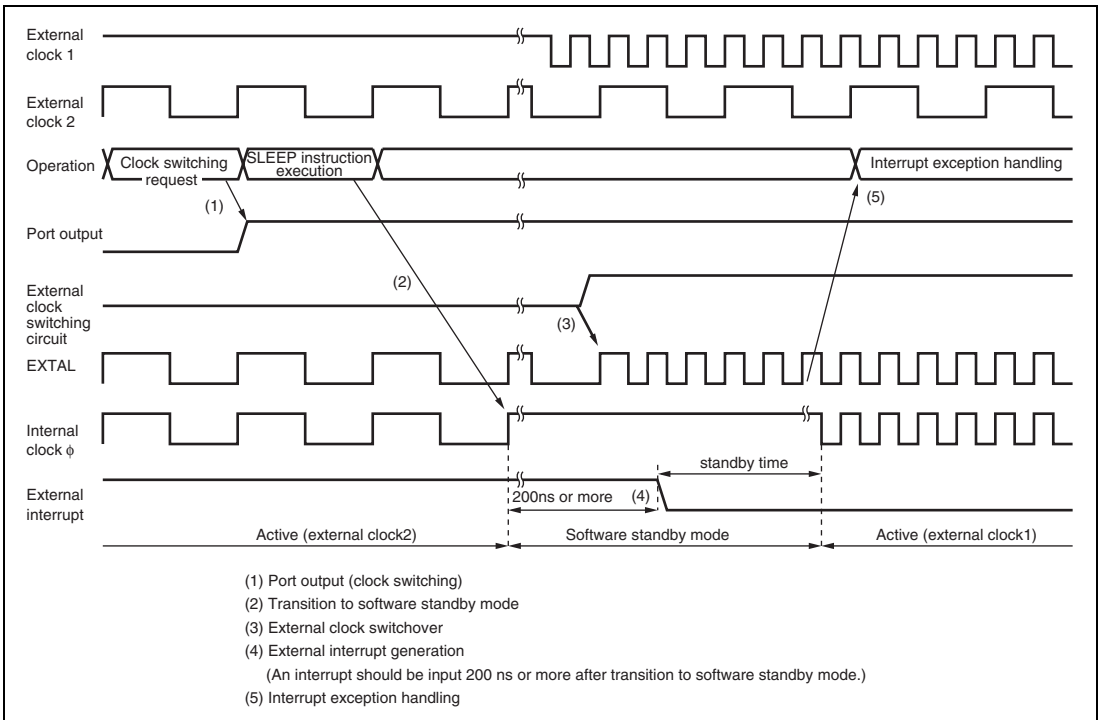 External
clock 1
External
clock 2
Operation
Clock switching
request
SLEEP instruction
execution
Interrupt exception handling
(1)
(5)
Port output
(2)
External
clock
switching
circuit
(3)
EXTAL
Internal
clock φ
standby time
External
interrupt
200ns or more (4)
Active (external clock2)
Software standby mode
Active (external clock1)
(1) Port output (clock switching)
(2) Transition to software standby mode
(3) External clock switchover
(4) External interrupt generation
(An interrupt should be input 200 ns or more after transition to software standby mode.)
(5) Interrupt exception handling